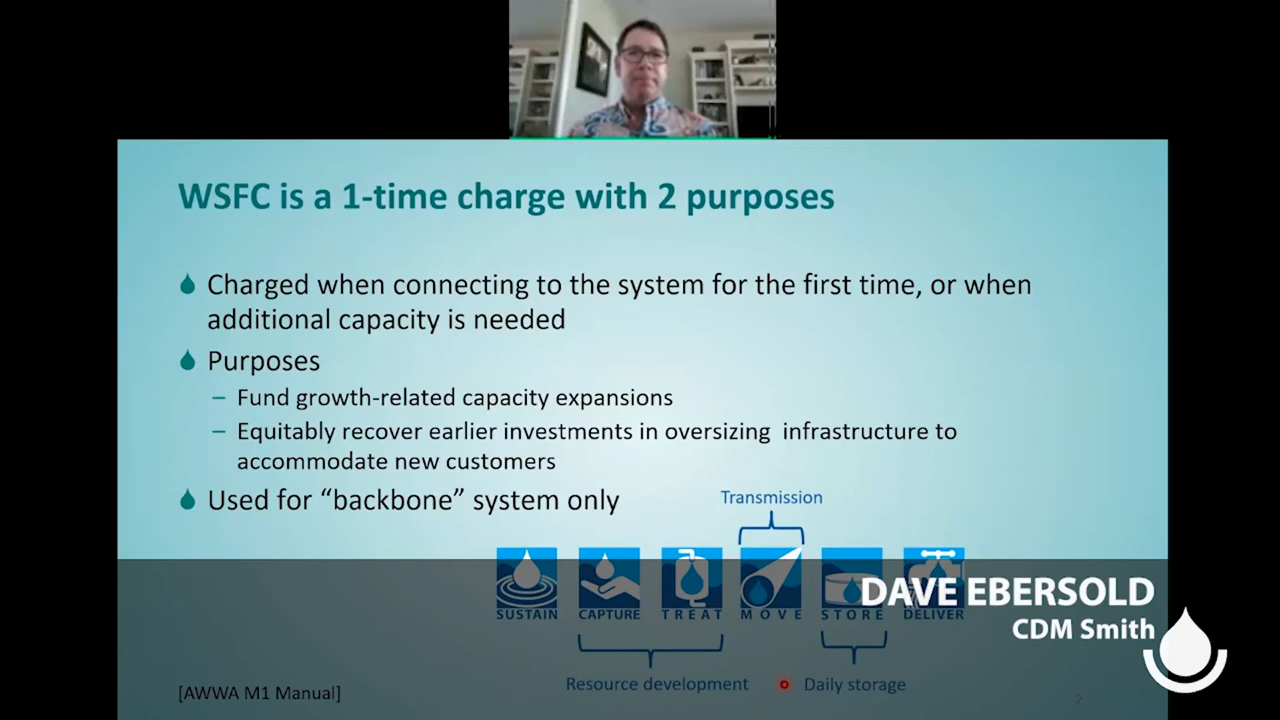 WSFC is a 1-time charge with 2 purposes
Charged when connecting to the system for the first time, or when
additional capacity is needed
Purposes
– Fund growth-related capacity expansions
– Equitably recover earlier investments in oversizing infrastructure to
accommodate new customers
Used for “backbone” system only
Transmission
SUSTAIN CAPTURE TREAT MOVE STORE DELIVER
DAVE EBERSOLD
CDM Smith
Resource development
Daily storage
[AWWA M1 Manual]
2